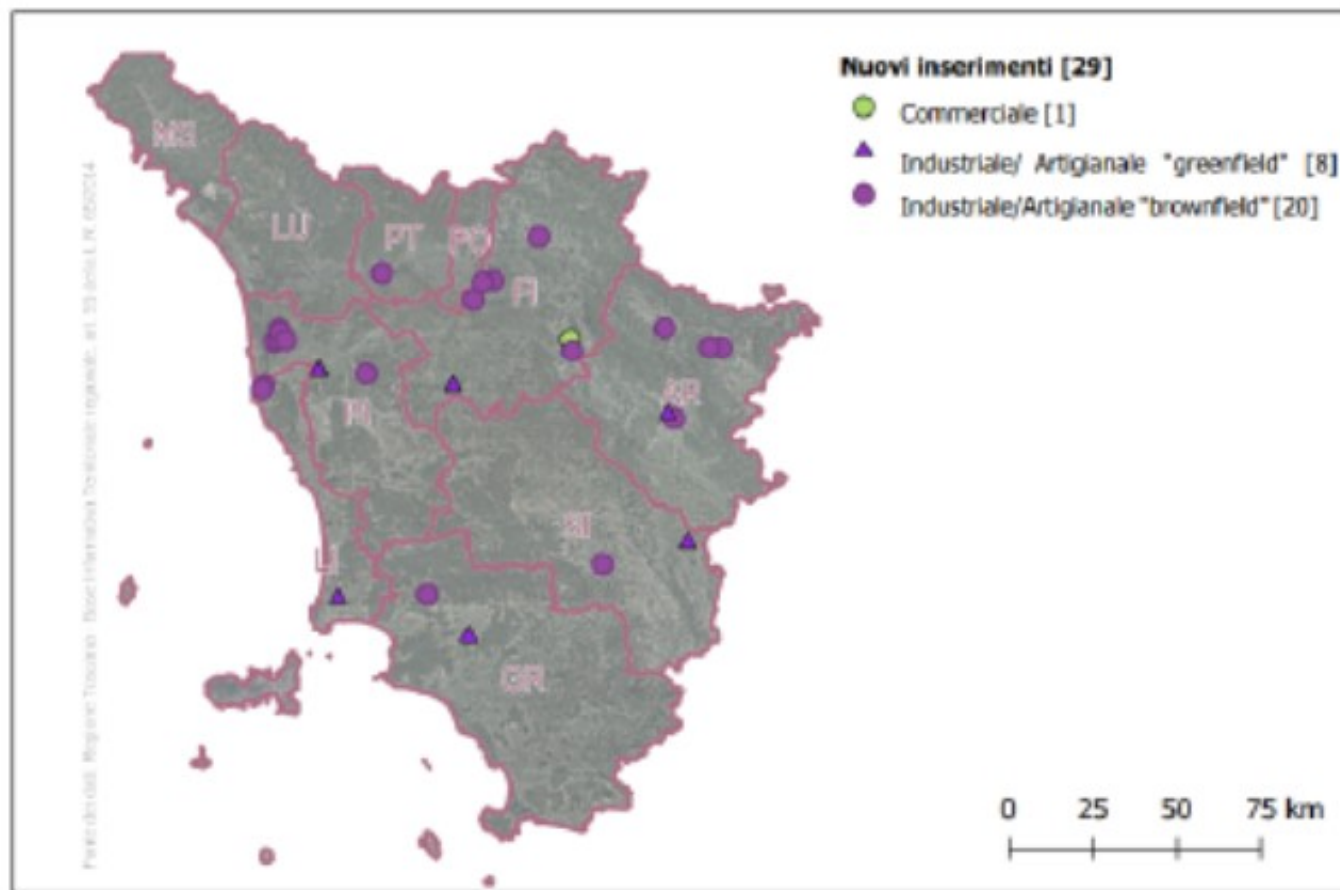 Nuovi inserimenti [29]
Commerciale [1]
Industriale/ Artigianale "greenfield" [8]
Industriale/Artigianale "brownfield" [20]
MS
LU
PT
PO
FI
PI
AR
SI
LI
GR
0 25 50 75 km